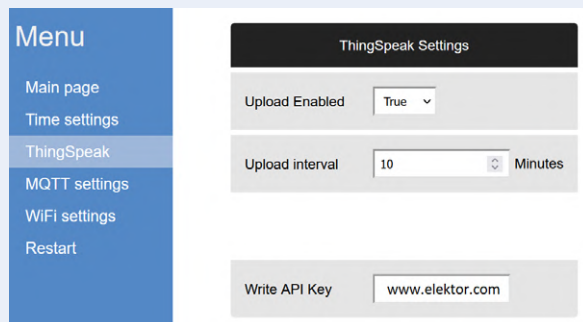 Menu
Main page
Time settings
ThingSpeak
MQTT settings
WiFi settings
Restart
ThingSpeak Settings
Upload Enabled True
Upload interval 10 Minutes
Write API Key www.elektor.com